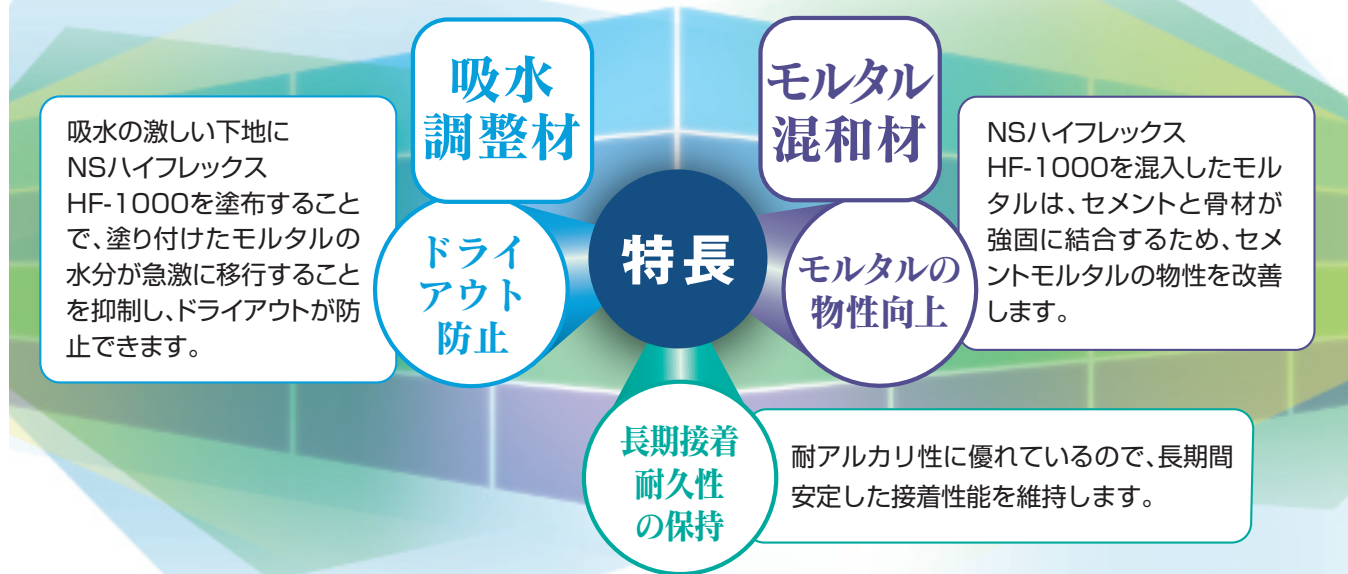 吸水
調整材
モルタル
混和材
吸水の激しい下地に
NSハイフレックス
HF-1000を塗布すること
で、塗り付けたモルタルの
水分が急激に移行すること
を抑制し、ドライアウトが防
止できます。
ドライ
アウト
防止
特長
モルタルの
物性向上
NSハイフレックス
HF-1000を混入したモル
タルは、セメントと骨材が
強固に結合するため、セメ
ントモルタルの物性を改善
します。
長期接着
耐久性
の保持
耐アルカリ性に優れているので、長期間
安定した接着性能を維持します。